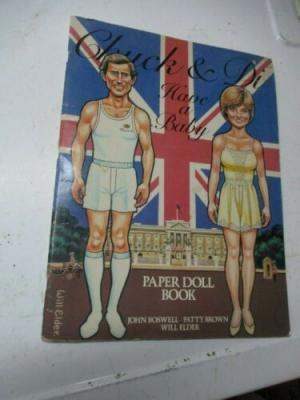 Chuck & Di
Have
a
Baby
PAPER DOLL
BOOK
JOHN BOSWELL · PATTY BROWN
WILL ELDER
Will Elder